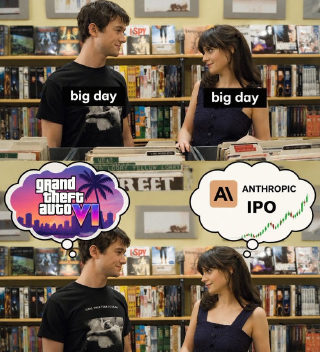 big day
big day
grand
theft
auto
VI
A\ ANTHROPIC
IPO
REET
I SPY
I SPY